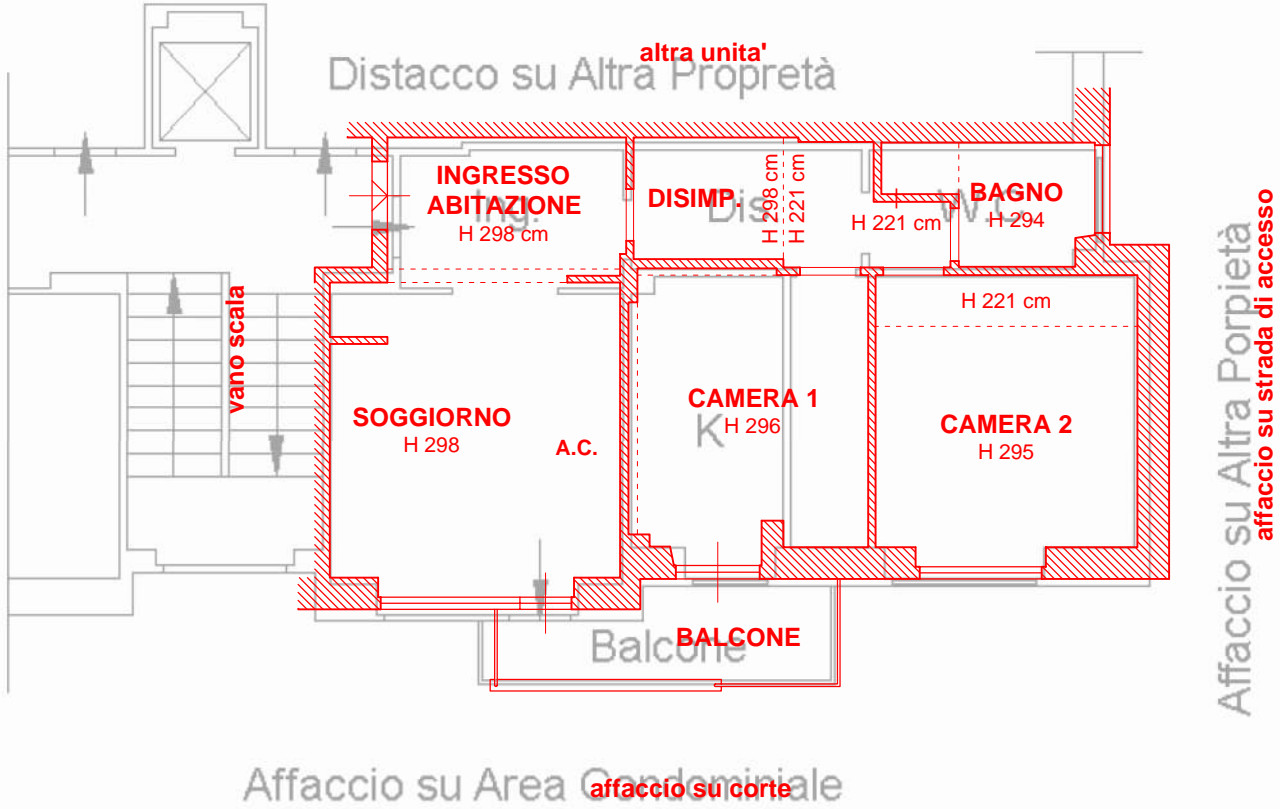 altra unita'
Distacco su Altra Propretà
INGRESSO
ABITAZIONE
H 298 cm
Ing.
DISIMP.
Dis
H 298 cm
H 221 cm
H 221 cm
BAGNO
H 294
W.C
vano scala
SOGGIORNO
H 298
A.C.
CAMERA 1
H 296
K
H 221 cm
CAMERA 2
H 295
Affaccio su Altra Porpietà
affaccio su strada di accesso
BALCONE
Balcone
Affaccio su Area Condominiale
affaccio su corte